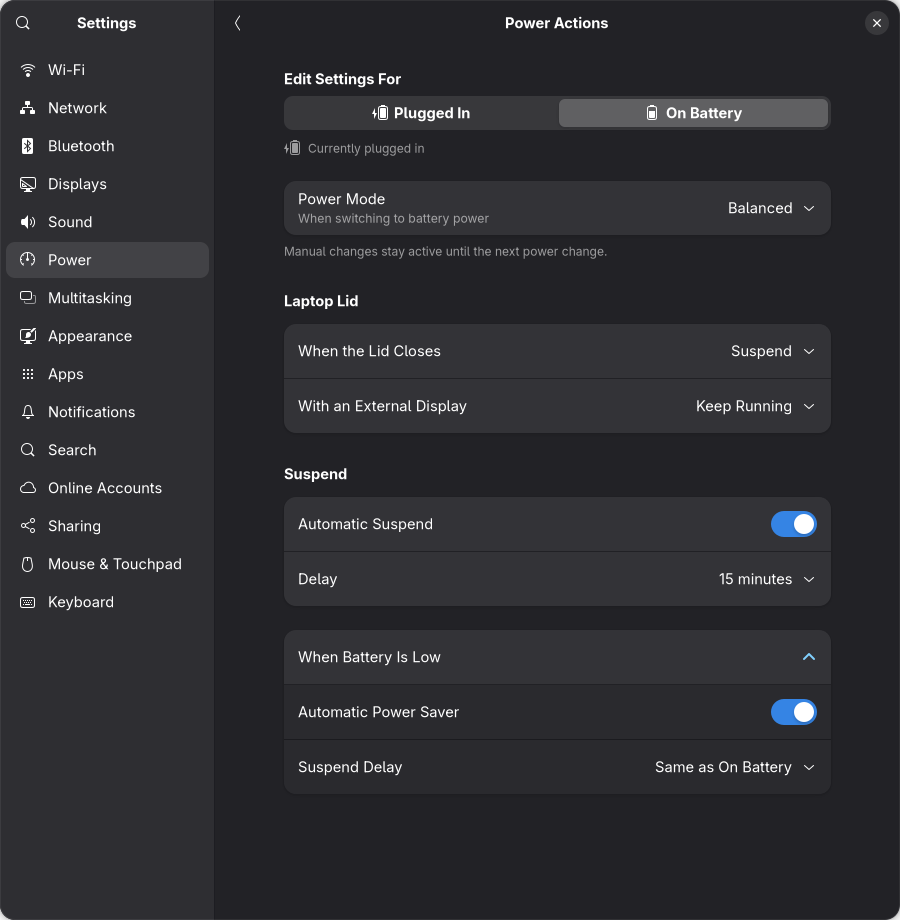 Settings
Wi-Fi
Network
Bluetooth
Displays
Sound
Power
Multitasking
Appearance
Apps
Notifications
Search
Online Accounts
Sharing
Mouse & Touchpad
Keyboard
Power Actions
Edit Settings For
Plugged In
On Battery
Currently plugged in
Power Mode
When switching to battery power
Balanced
Manual changes stay active until the next power change.
Laptop Lid
When the Lid Closes
Suspend
With an External Display
Keep Running
Suspend
Automatic Suspend
Delay
15 minutes
When Battery Is Low
Automatic Power Saver
Suspend Delay
Same as On Battery